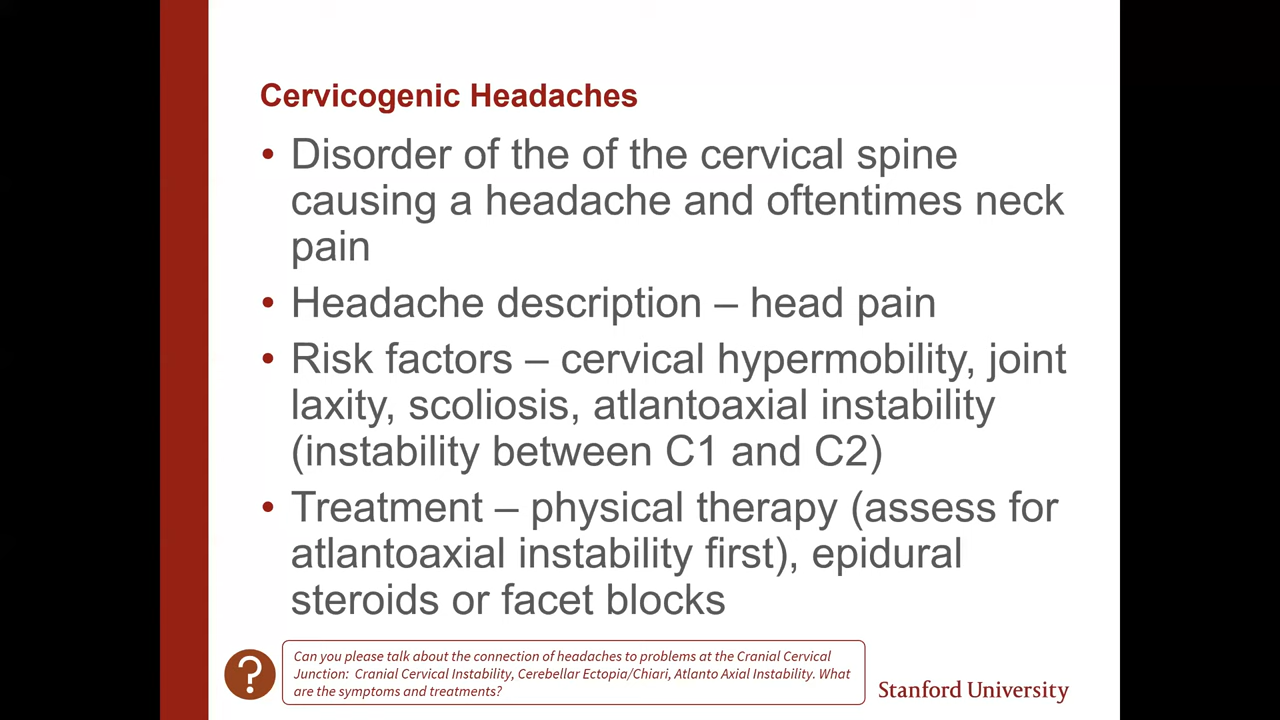 Cervicogenic Headaches
• Disorder of the of the cervical spine
causing a headache and oftentimes neck
pain
• Headache description – head pain
• Risk factors – cervical hypermobility, joint
laxity, scoliosis, atlantoaxial instability
(instability between C1 and C2)
• Treatment – physical therapy (assess for
atlantoaxial instability first), epidural
steroids or facet blocks
?
Can you please talk about the connection of headaches to problems at the Cranial Cervical
Junction: Cranial Cervical Instability, Cerebellar Ectopia/Chiari, Atlanto Axial Instability. What
are the symptoms and treatments?
Stanford University